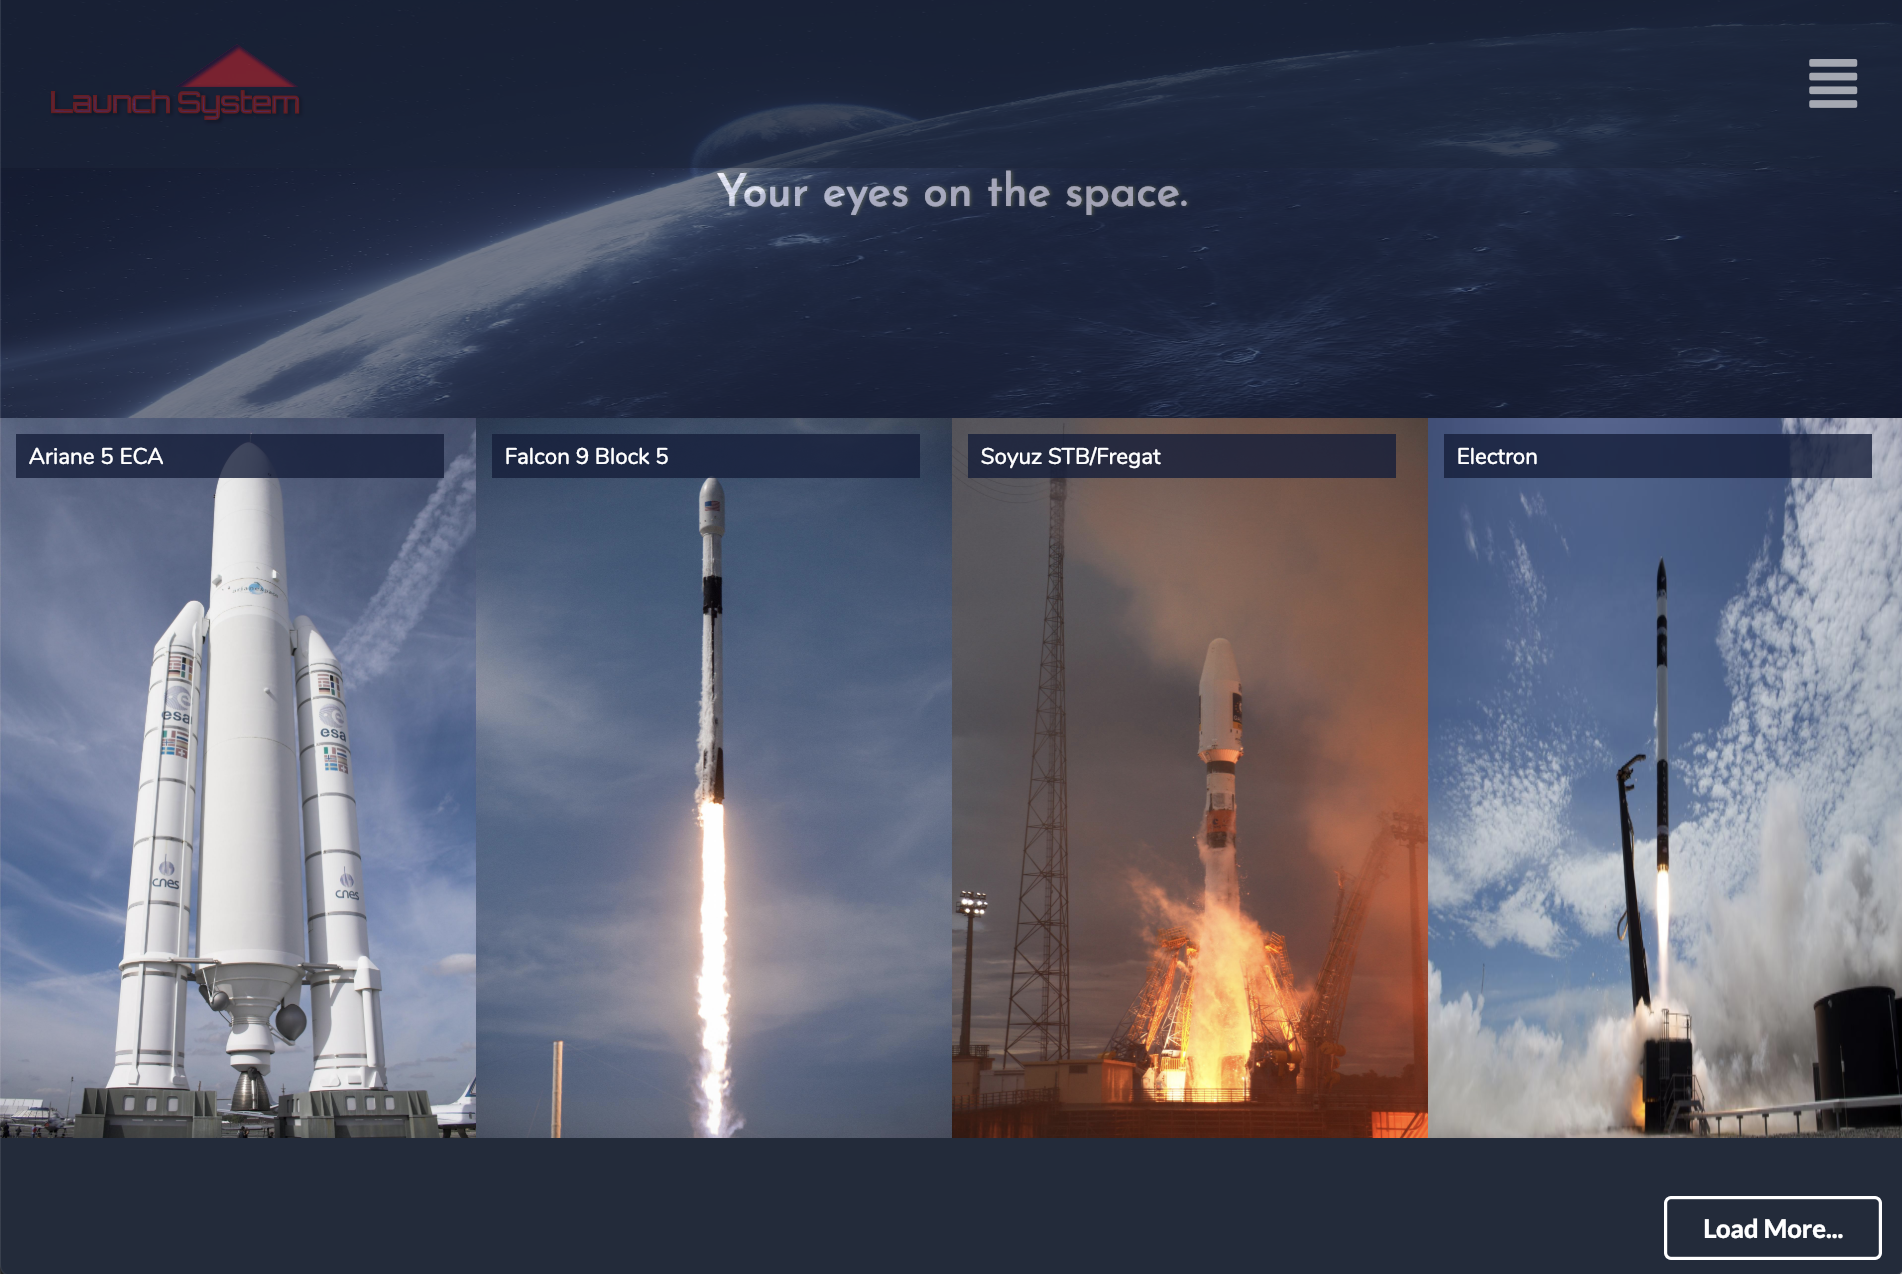 Launch System
Your eyes on the space.
Ariane 5 ECA
Falcon 9 Block 5
Soyuz STB/Fregat
Electron
arianespace
esa
esa
cnes
cnes
Load More...